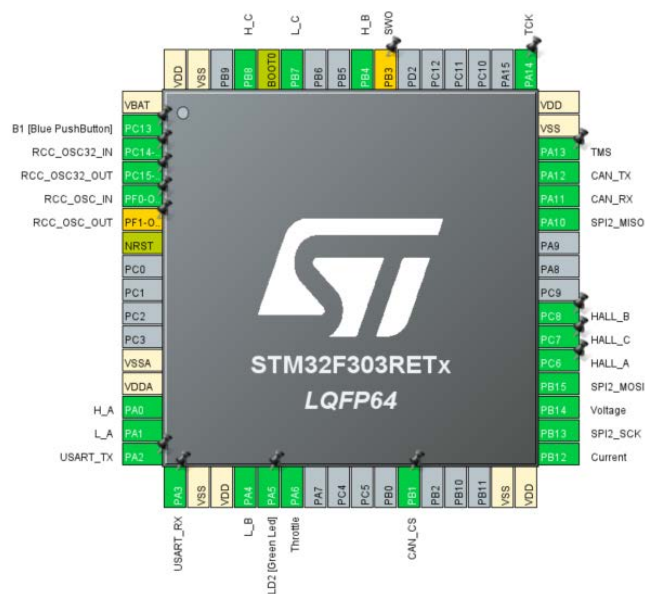 H_C L_C H_B SWO TCK
VDD VSS PB9 PB8 BOOT0 PB7 PB6 PB5 PB4 PB3 PD2 PC12 PC11 PC10 PA15 PA14
VBAT VDD
B1 [Blue PushButton] PC13 VSS
RCC_OSC32_IN PC14-.. PA13 TMS
RCC_OSC32_OUT PC15-.. PA12 CAN_TX
RCC_OSC_IN PF0-O.. PA11 CAN_RX
RCC_OSC_OUT PF1-O.. PA10 SPI2_MISO
NRST PA9
PC0 PA8
PC1 PC9
PC2 PC8 HALL_B
PC3 PC7 HALL_C
VSSA PC6 HALL_A
VDDA PB15 SPI2_MOSI
H_A PA0 PB14 Voltage
L_A PA1 PB13 SPI2_SCK
USART_TX PA2 PB12 Current
ST
STM32F303RETx
LQFP64
PA3 VSS VDD PA4 PA5 PA6 PA7 PC4 PC5 PB0 PB1 PB2 PB10 PB11 VSS VDD
USART_RX L_B LD2 [Green Led] Throttle CAN_CS